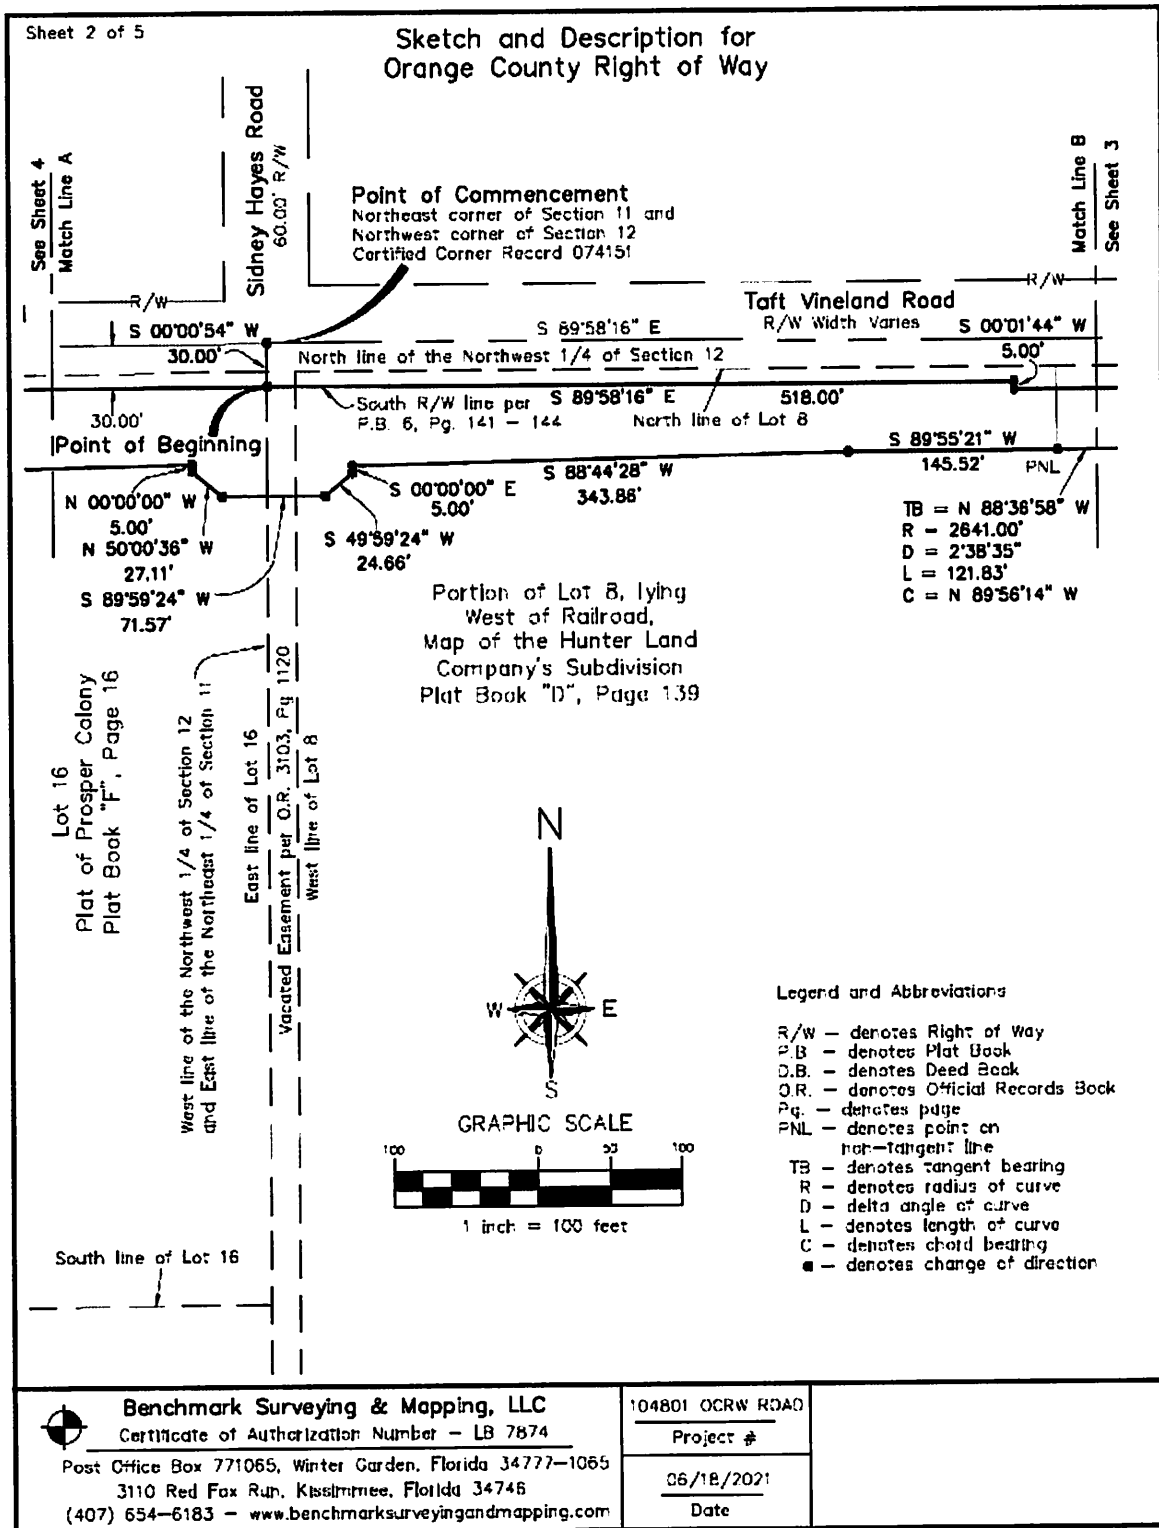 Sheet 2 of 5
Sketch and Description for
Orange County Right of Way
See Sheet 4
Match Line A
Sidney Hayes Road
60.00' R/W
Point of Commencement
Northeast corner of Section 11 and
Northwest corner of Section 12
Certified Corner Record 074151
Match Line B
See Sheet 3
R/W
R/W
Taft Vineland Road
R/W Width Varies
S 00°00'54" W
30.00'
S 89°58'16" E
S 00°01'44" W
5.00'
North line of the Northwest 1/4 of Section 12
South R/W line per
P.B. 6, Pg. 141 – 144
S 89°58'16" E
518.00'
North line of Lot 8
30.00'
Point of Beginning
S 89°55'21" W
145.52'
PNL
N 00°00'00" W
5.00'
S 00°00'00" E
5.00'
S 88°44'28" W
343.86'
N 50°00'36" W
27.11'
S 49°59'24" W
24.66'
S 89°59'24" W
71.57'
TB = N 88°36'58" W
R – 2641.00'
D = 2°38'35"
L = 121.83'
C = N 89°56'14" W
Portion of Lot 8, lying
West of Railroad,
Map of the Hunter Land
Company's Subdivision
Plat Book "D", Page 139
Lot 16
Plat of Prosper Colony
Plat Book "F", Page 16
West line of the Northwest 1/4 of Section 12
and East line of the Northeast 1/4 of Section 11
East line of Lot 16
Vacated Easement per O.R. 3103, Pg 1120
West line of Lot 8
N
W
E
S
GRAPHIC SCALE
100 0 50 100
1 inch = 100 feet
Legend and Abbreviations
R/W – denotes Right of Way
P.B – denotes Plat Book
D.B. – denotes Deed Book
O.R. – denotes Official Records Book
Pg. – denotes page
PNL – denotes point on
non-tangent line
TB – denotes tangent bearing
R – denotes radius of curve
D – delta angle of curve
L – denotes length of curve
C – denotes chord bearing
– denotes change of direction
South line of Lot 16
Benchmark Surveying & Mapping, LLC
Certificate of Authorization Number – LB 7874
Post Office Box 771065, Winter Garden, Florida 34777–1065
3110 Red Fox Run, Kissimmee, Florida 34746
(407) 654–6183 – www.benchmarksurveyingandmapping.com
104801 OCRW ROAD
Project #
06/18/2021
Date